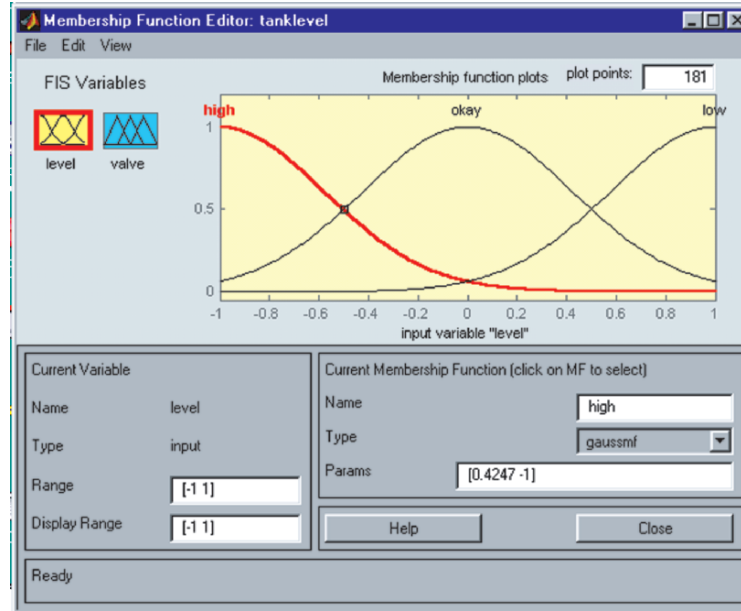 Membership Function Editor: tanklevel
File Edit View
FIS Variables
Membership function plots plot points: 181
high okay low
level valve
1
0.5
0
-1 -0.8 -0.6 -0.4 -0.2 0 0.2 0.4 0.6 0.8 1
input variable "level"
Current Variable
Name level
Type input
Range [-1 1]
Display Range [-1 1]
Current Membership Function (click on MF to select)
Name high
Type gaussmf
Params [0.4247 -1]
Help Close
Ready